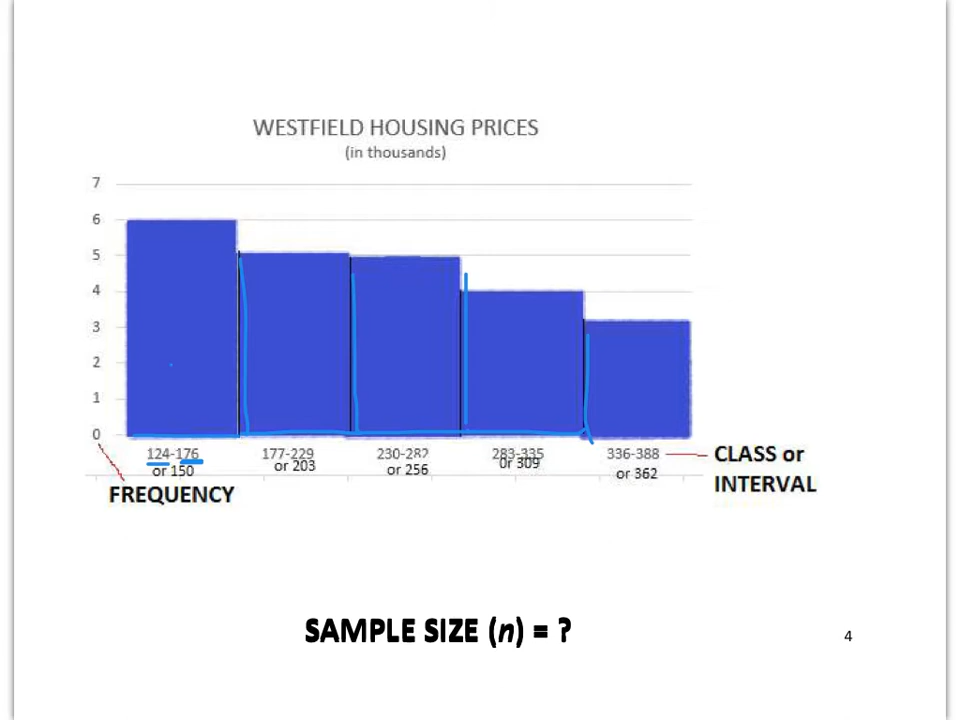 WESTFIELD HOUSING PRICES
(in thousands)
7
6
5
4
3
2
1
0
124-176 177-229 230-282 283-335 336-388
or 150 or 203 or 256 or 309 or 362
CLASS or
INTERVAL
FREQUENCY
SAMPLE SIZE (n) = ?
4